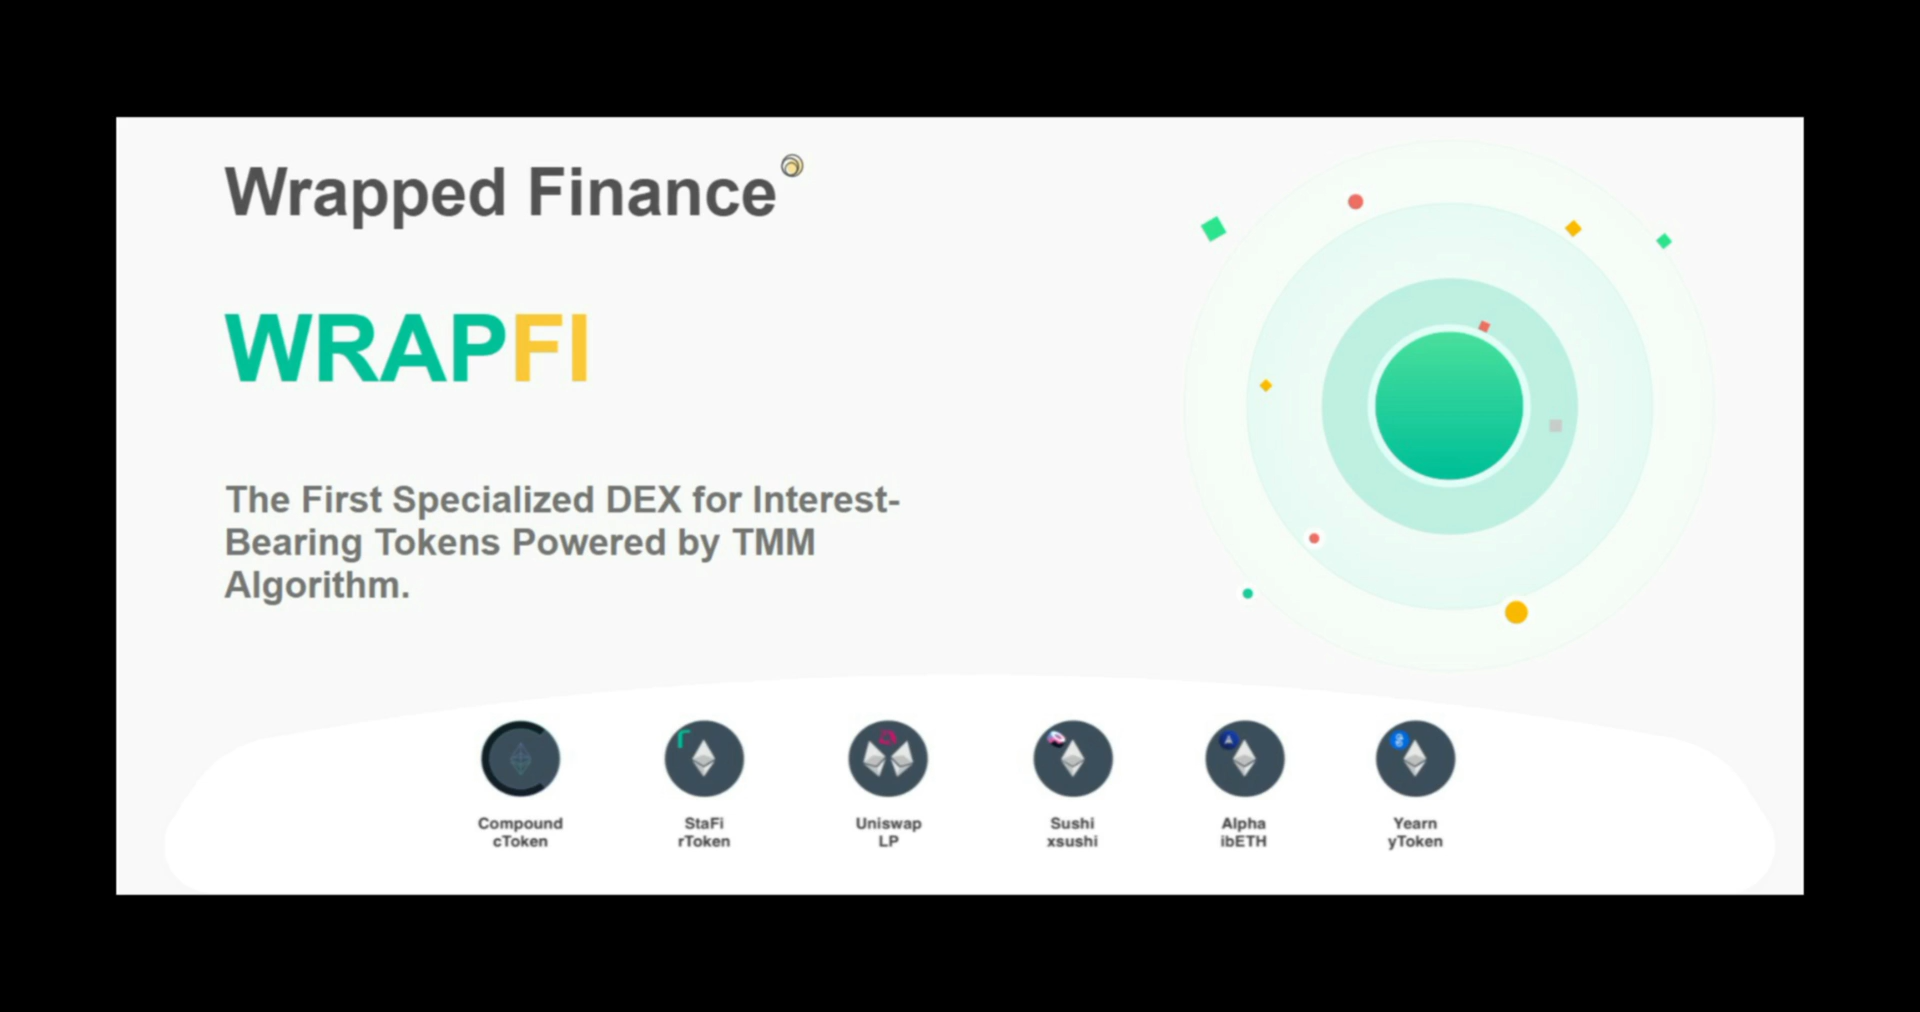 Wrapped Finance
WRAPFI
The First Specialized DEX for Interest-
Bearing Tokens Powered by TMM
Algorithm.
Compound
cToken
StaFi
rToken
Uniswap
LP
Sushi
xsushi
Alpha
ibETH
Yearn
yToken